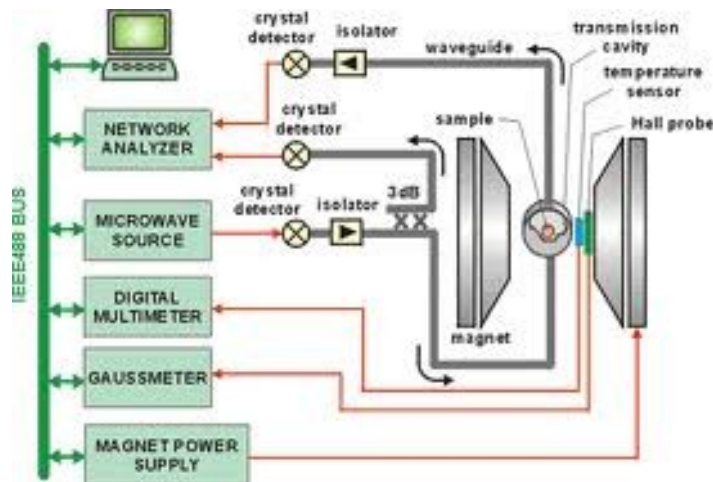 crystal
detector
isolator
waveguide
transmission
cavity
temperature
sensor
Hall probe
sample
NETWORK
ANALYZER
crystal
detector
3dB
crystal
detector
isolator
MICROWAVE
SOURCE
IEEE488 BUS
DIGITAL
MULTIMETER
magnet
GAUSSMETER
MAGNET POWER
SUPPLY